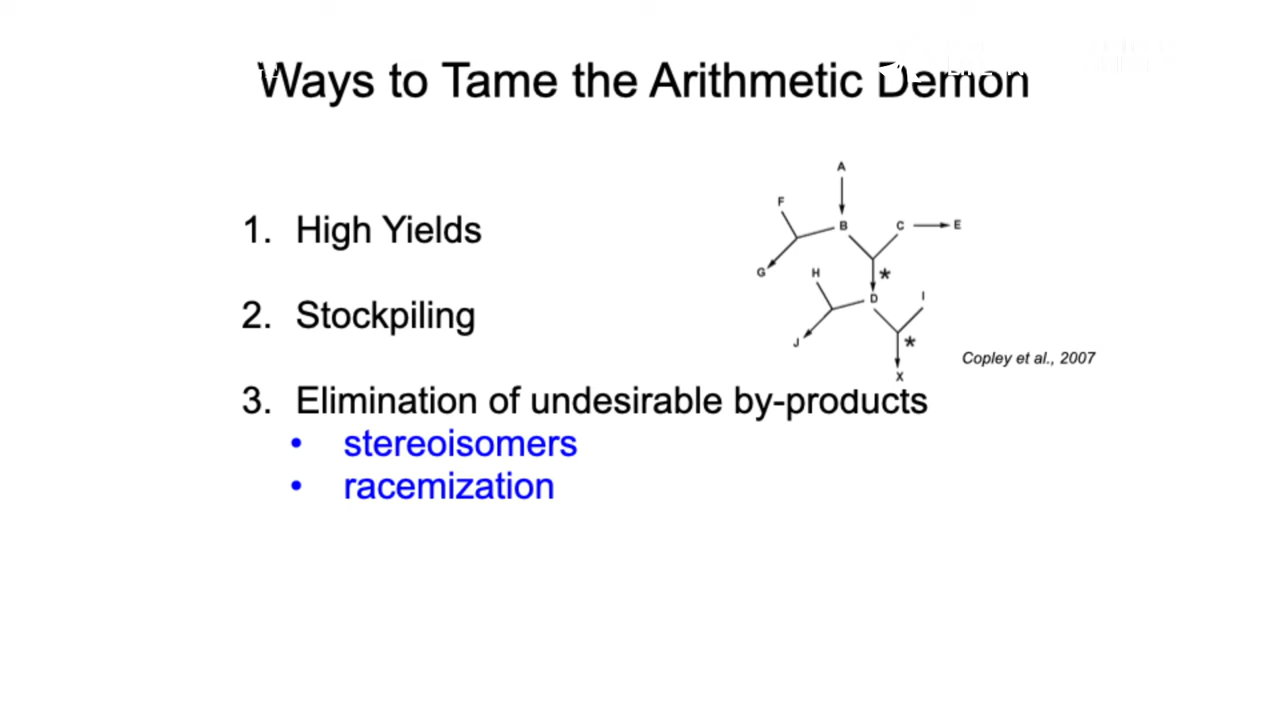 Ways to Tame the Arithmetic Demon
A
F
B
C
E
1. High Yields
G
H
*
D
I
2. Stockpiling
J
*
Copley et al., 2007
X
3. Elimination of undesirable by-products
• stereoisomers
• racemization